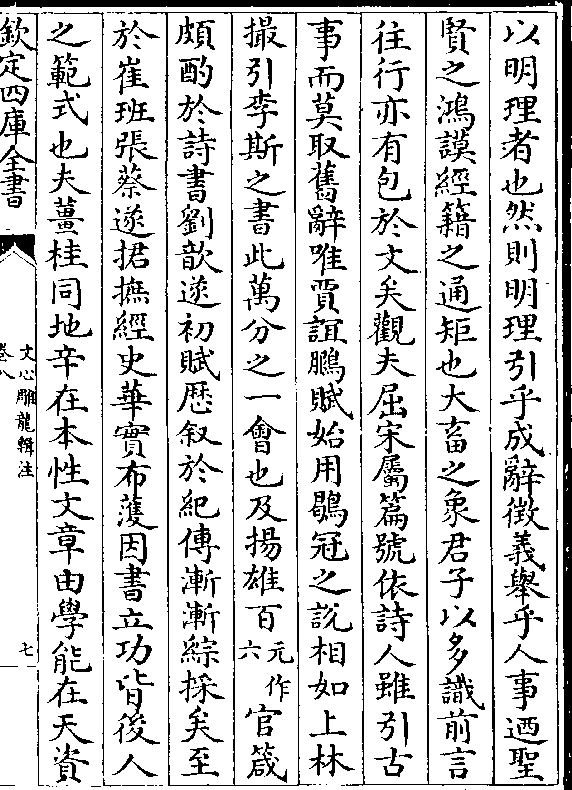 以明理者也然則明理引乎成辭徴義舉乎人事迺聖
賢之鴻謨經籍之通矩也大畜之象君子以多識前言
往行亦有包於文矣觀夫屈宋屬篇號依詩人雖引古
事而莫取舊辭唯賈誼鵩賦始用鶡冠之說相如上林
撮引李斯之書此萬分之一會也及揚雄百元作六官箴
頗酌於詩書劉歆遂初賦歴叙於紀傳漸漸綜採矣至
於崔班張蔡遂捃摭經史華實布濩因書立功皆後人
之範式也夫薑桂同地辛在本性文章由學能在天資
欽定四庫全書
文心雕龍輯注
卷八
七